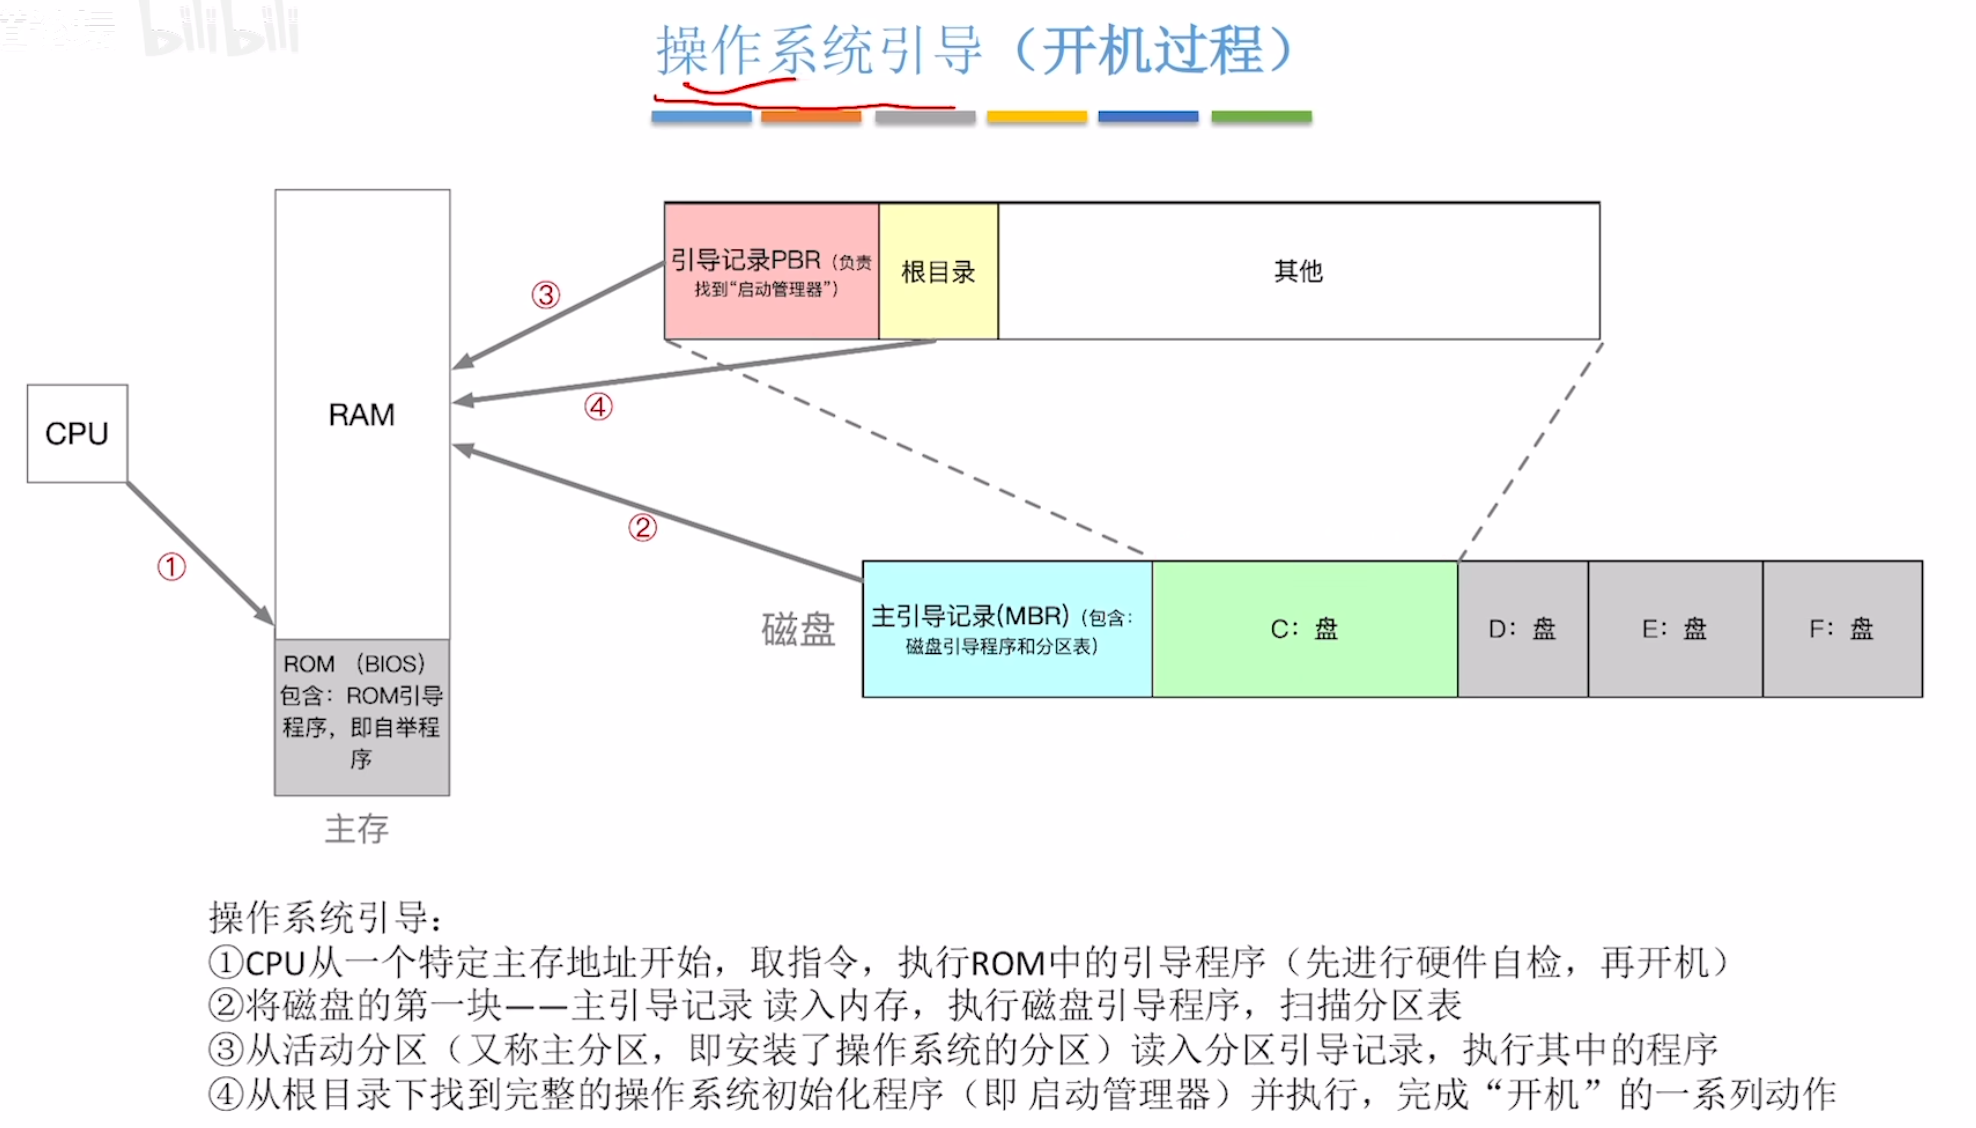 bilibili
操作系统引导（开机过程）
引导记录PBR（负责
找到“启动管理器”）
根目录
其他
③
④
CPU
RAM
②
①
磁盘
主引导记录(MBR)（包含：
磁盘引导程序和分区表）
C：盘
D：盘
E：盘
F：盘
ROM （BIOS）
包含：ROM引导
程序，即自举程
序
主存
操作系统引导：
①CPU从一个特定主存地址开始，取指令，执行ROM中的引导程序（先进行硬件自检，再开机）
②将磁盘的第一块——主引导记录 读入内存，执行磁盘引导程序，扫描分区表
③从活动分区（又称主分区，即安装了操作系统的分区）读入分区引导记录，执行其中的程序
④从根目录下找到完整的操作系统初始化程序（即 启动管理器）并执行，完成“开机”的一系列动作